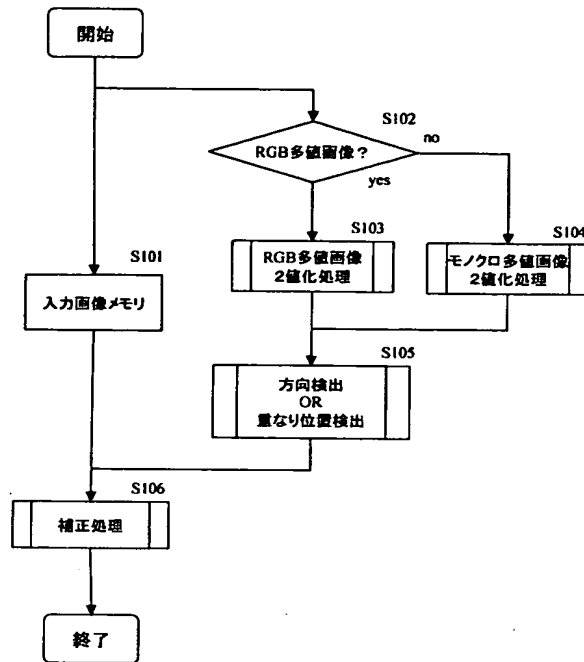 開始
S102
RGB多値画像?
no
yes
S101
S103
S104
入力画像メモリ
RGB多値画像
2値化処理
モノクロ多値画像
2値化処理
S105
方向検出
OR
重なり位置検出
S106
補正処理
終了